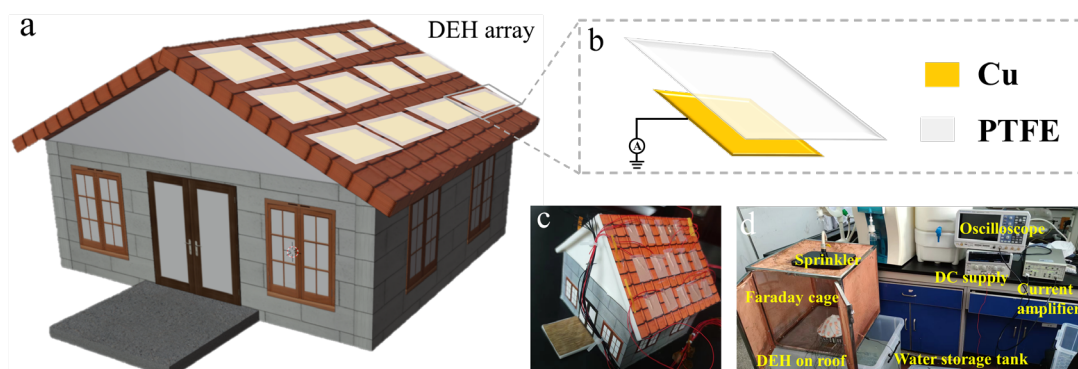 a
DEH array
b
Cu
PTFE
A
c
d
Oscilloscope
Sprinkler
DC supply
Faraday cage
Current
amplifier
DEH on roof
Water storage tank